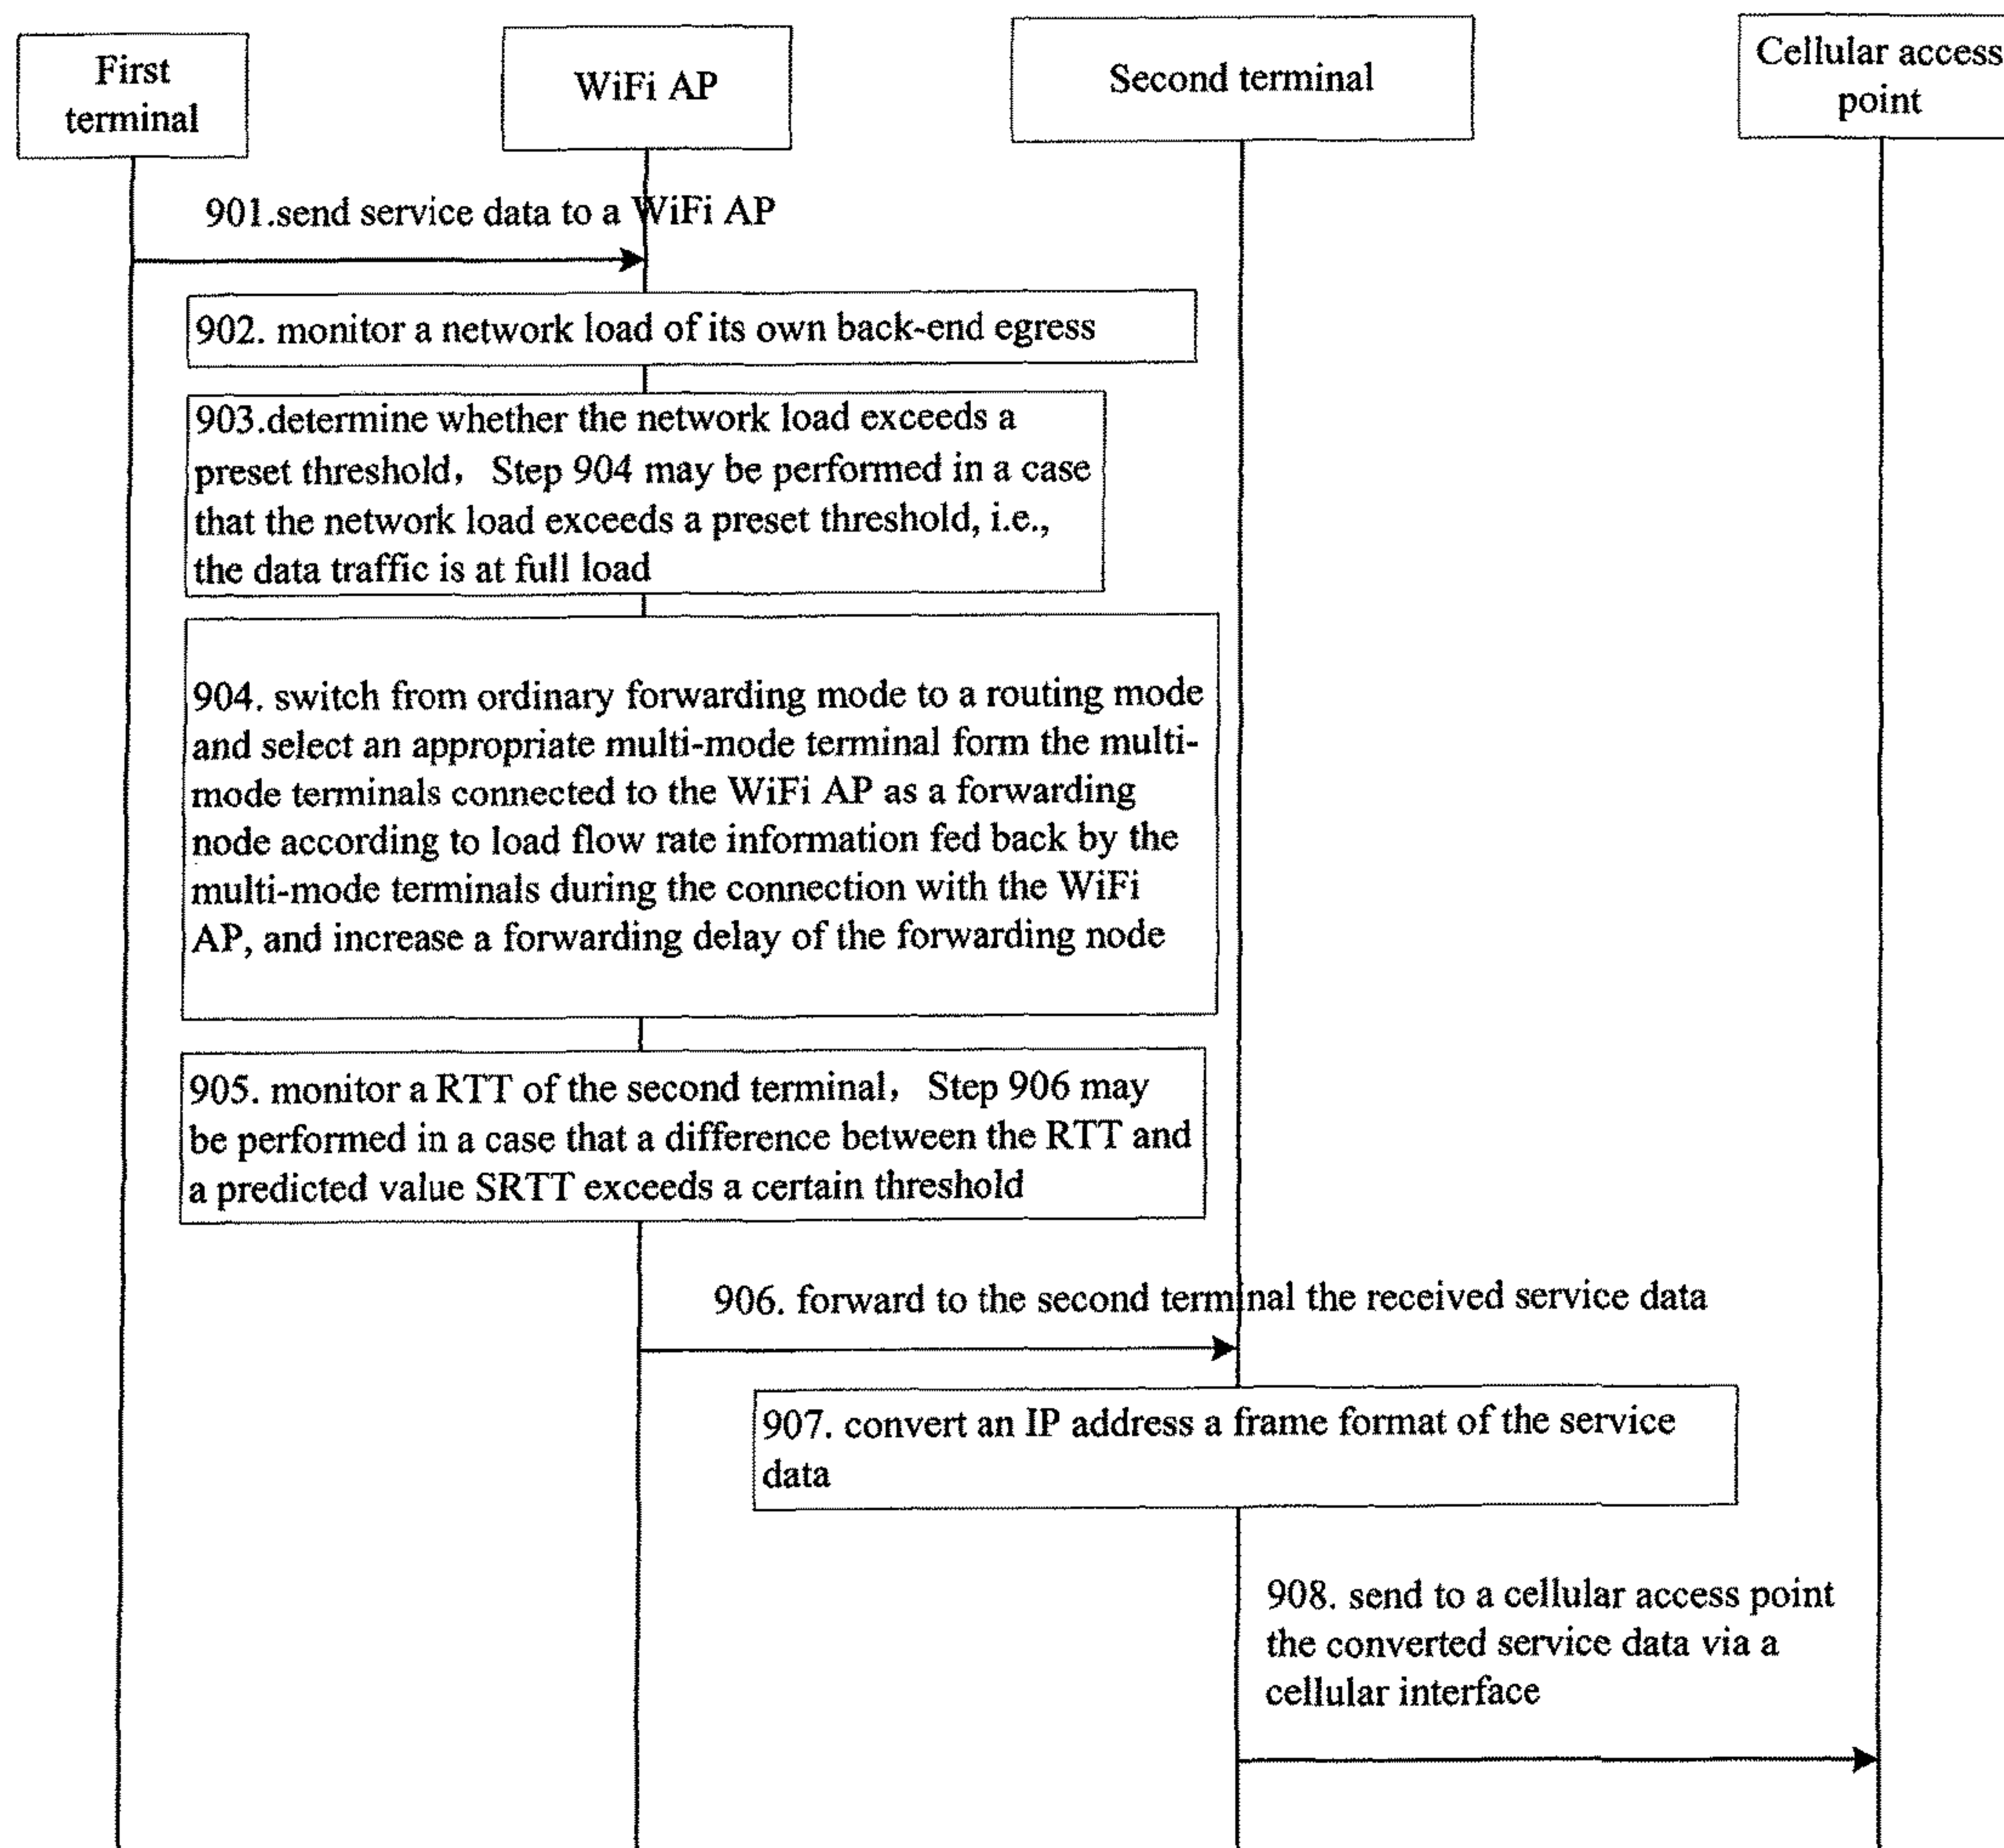 First
terminal
WiFi AP
Second terminal
Cellular access
point
901.send service data to a WiFi AP
902. monitor a network load of its own back-end egress
903.determine whether the network load exceeds a
preset threshold，Step 904 may be performed in a case
that the network load exceeds a preset threshold, i.e.,
the data traffic is at full load
904. switch from ordinary forwarding mode to a routing mode
and select an appropriate multi-mode terminal form the multi-
mode terminals connected to the WiFi AP as a forwarding
node according to load flow rate information fed back by the
multi-mode terminals during the connection with the WiFi
AP, and increase a forwarding delay of the forwarding node
905. monitor a RTT of the second terminal，Step 906 may
be performed in a case that a difference between the RTT and
a predicted value SRTT exceeds a certain threshold
906. forward to the second terminal the received service data
907. convert an IP address a frame format of the service
data
908. send to a cellular access point
the converted service data via a
cellular interface